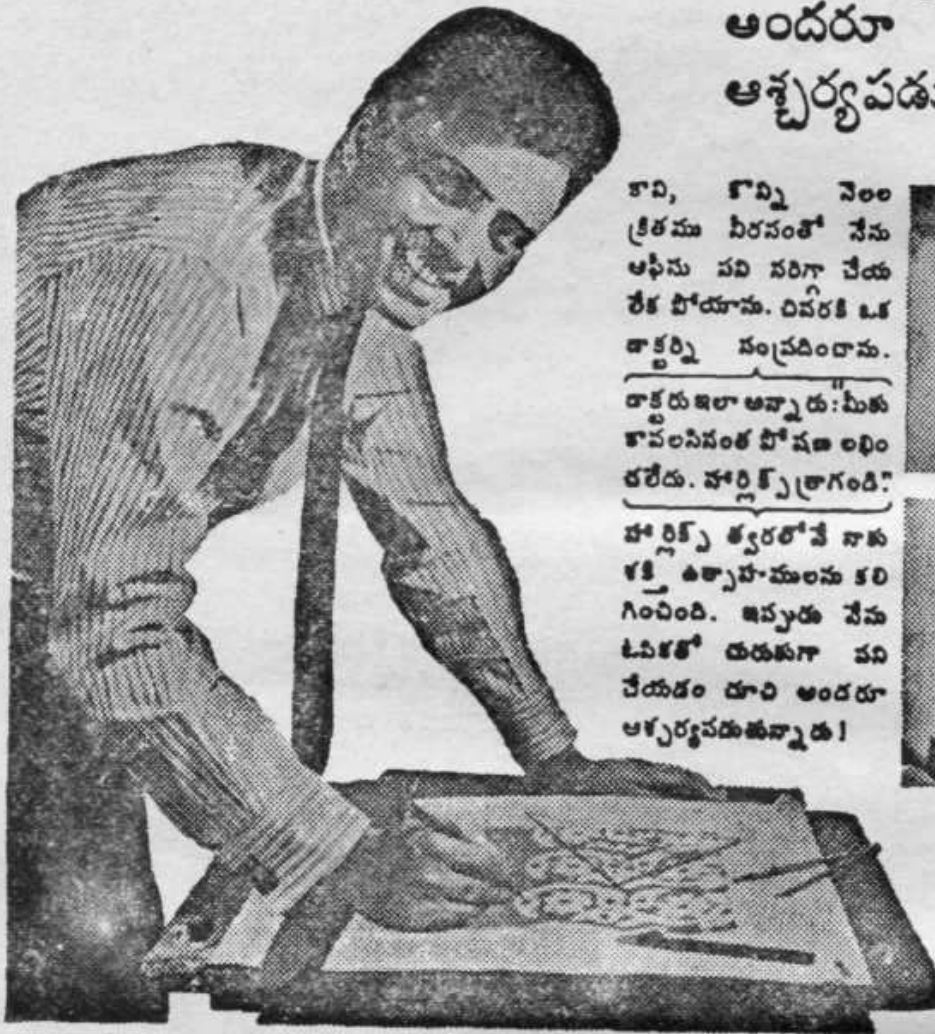 అందరూ
ఆశ్చర్యపడు
కాని, కొన్ని నెలల
క్రితము నీరసంతో నేను
ఆఫీసు పని సరిగ్గా చేయ
లేక పోయాను. చివరకి ఒక
డాక్టర్ని సంప్రదించాను.
డాక్టరు ఇలా అన్నాడు: "మీకు
కావలసినంత పోషణ లభిం
చలేదు. హార్లిక్స్ త్రాగండి."
హార్లిక్స్ త్వరలోనే నాకు
శక్తి ఉత్సాహములను కలి
గించింది. ఇప్పుడు నేను
ఓపికతో చురుకుగా పని
చేయడం చూచి అందరూ
ఆశ్చర్యపడుతున్నారు!